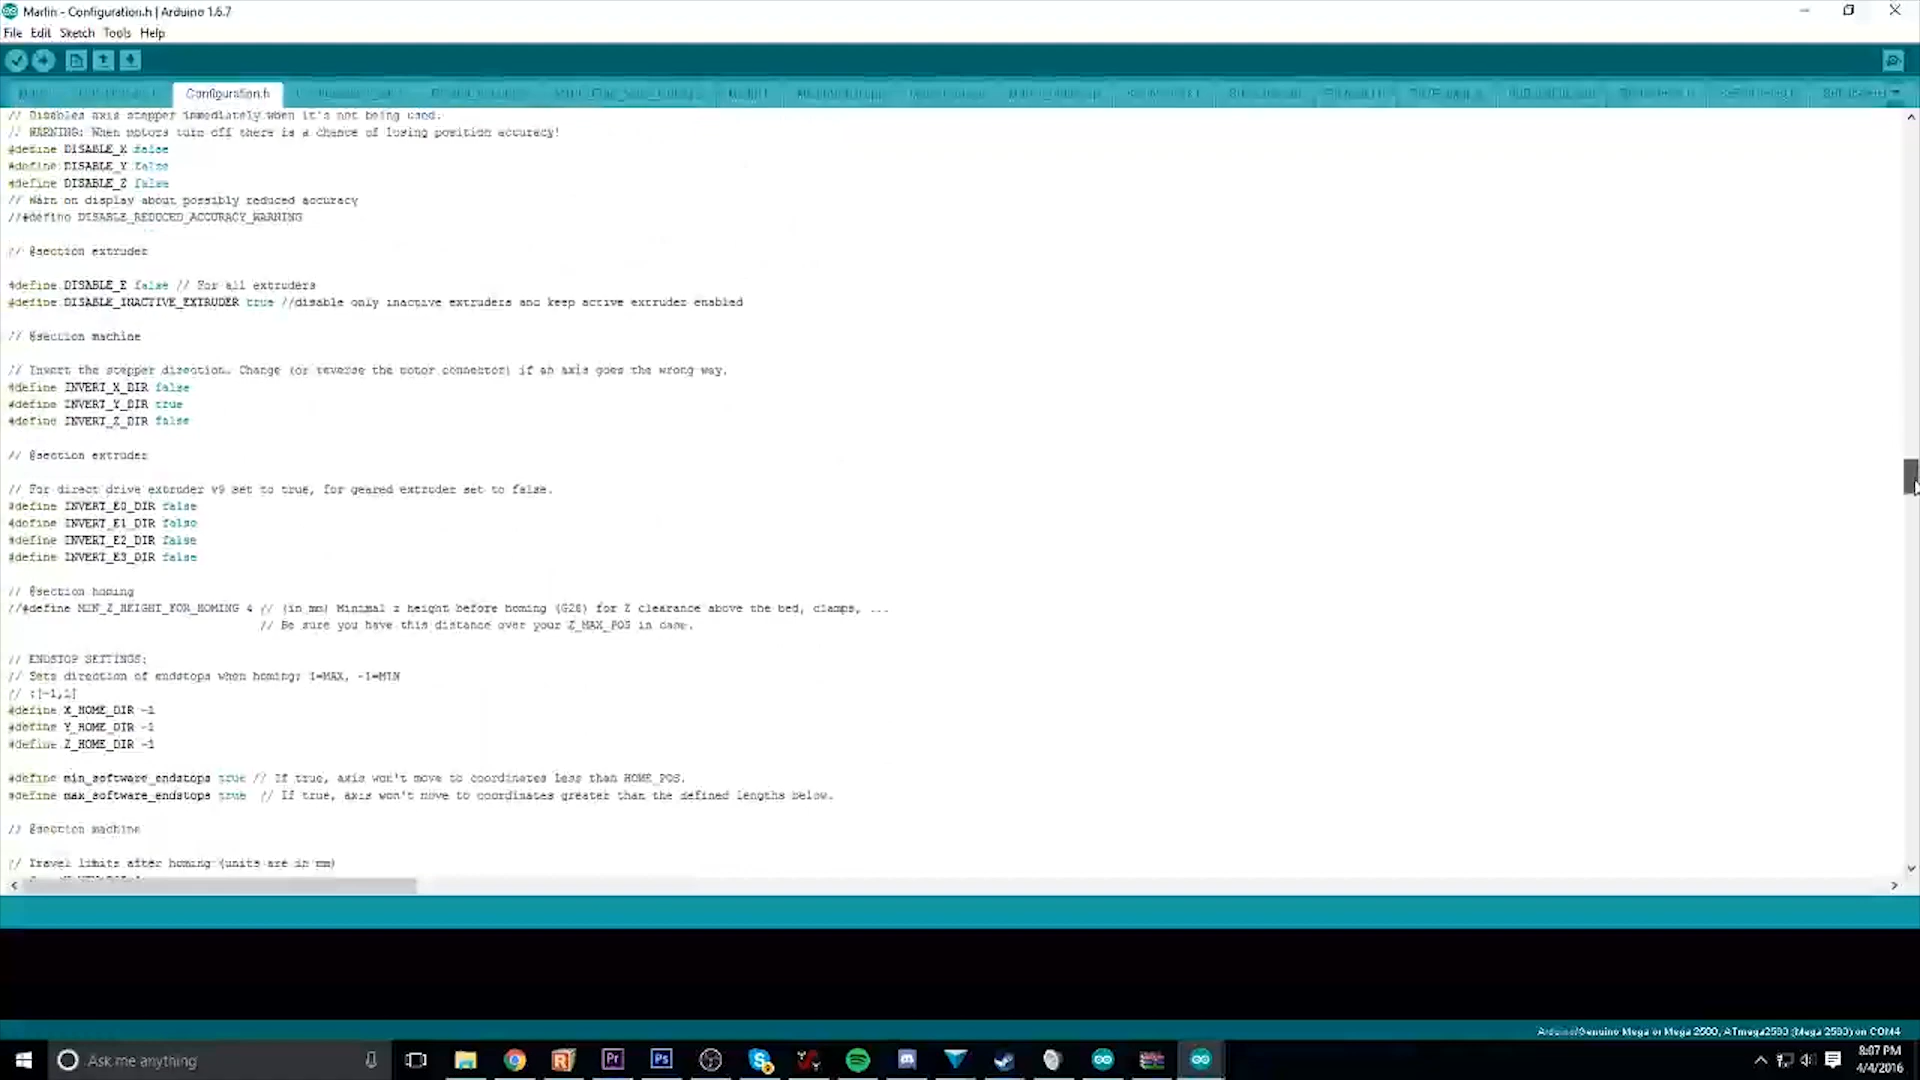 Marlin - Configuration.h | Arduino 1.6.7
File Edit Sketch Tools Help
Configuration.h
// Disables axis stepper immediately when it's not being used.
// WARNING: When motors turn off there is a chance of losing position accuracy!
#define DISABLE_X false
#define DISABLE_Y false
#define DISABLE_Z false
// Warn on display about possibly reduced accuracy
//#define DISABLE_REDUCED_ACCURACY_WARNING
// @section extruder
#define DISABLE_E false // For all extruders
#define DISABLE_INACTIVE_EXTRUDER true //disable only inactive extruders and keep active extruder enabled
// @section machine
// Invert the stepper direction. Change (or reverse the motor connector) if an axis goes the wrong way.
#define INVERT_X_DIR false
#define INVERT_Y_DIR true
#define INVERT_Z_DIR false
// @section extruder
// For direct drive extruder v9 set to true, for geared extruder set to false.
#define INVERT_E0_DIR false
#define INVERT_E1_DIR false
#define INVERT_E2_DIR false
#define INVERT_E3_DIR false
// @section homing
//#define MIN_Z_HEIGHT_FOR_HOMING 4 // (in mm) Minimal z height before homing (G28) for Z clearance above the bed, clamps, ...
// Be sure you have this distance over your Z_MAX_POS in case.
// ENDSTOP SETTINGS:
// Sets direction of endstops when homing; 1=MAX, -1=MIN
// :[-1,1]
#define X_HOME_DIR -1
#define Y_HOME_DIR -1
#define Z_HOME_DIR -1
#define min_software_endstops true // If true, axis won't move to coordinates less than HOME_POS.
#define max_software_endstops true // If true, axis won't move to coordinates greater than the defined lengths below.
// @section machine
// Travel limits after homing (units are in mm)
Arduino/Genuino Mega or Mega 2560, ATmega2560 (Mega 2560) on COM4
Ask me anything
8:07 PM
4/4/2016